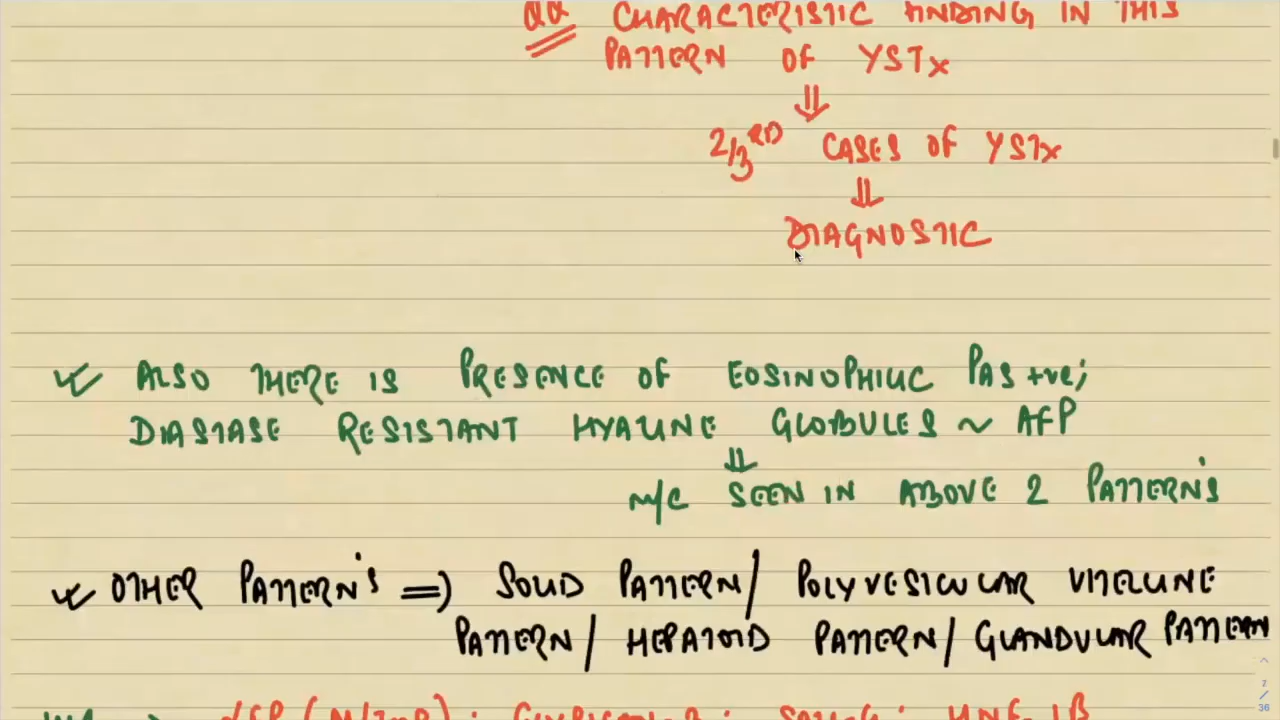 QQ CHARACTERISTIC FINDING IN THIS
PATTERN OF YSTx
⇓
2/3RD CASES OF YSTx
⇓
DIAGNOSTIC
ALSO THERE IS PRESENCE OF EOSINOPHILIC PAS +ve;
DIASTASE RESISTANT HYALINE GLOBULES ~ AFP
⇓
M/C SEEN IN ABOVE 2 PATTERN'S
OTHER PATTERN'S => SOLID PATTERN/ POLYVESICULAR VITELLINE
PATTERN/ HEPATOID PATTERN/ GLANDULAR PATTERN
2
/
36